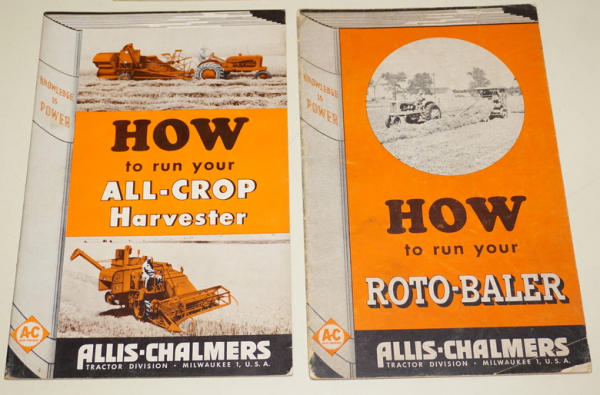 KNOWLEDGE
IS
POWER
HOW
to run your
ALL-CROP
Harvester
A-C
ALLIS-CHALMERS
TRACTOR DIVISION · MILWAUKEE 1, U. S. A.
KNOWLEDGE
IS
POWER
HOW
to run your
ROTO-BALER
A-C
ALLIS-CHALMERS
TRACTOR DIVISION · MILWAUKEE 1, U. S. A.